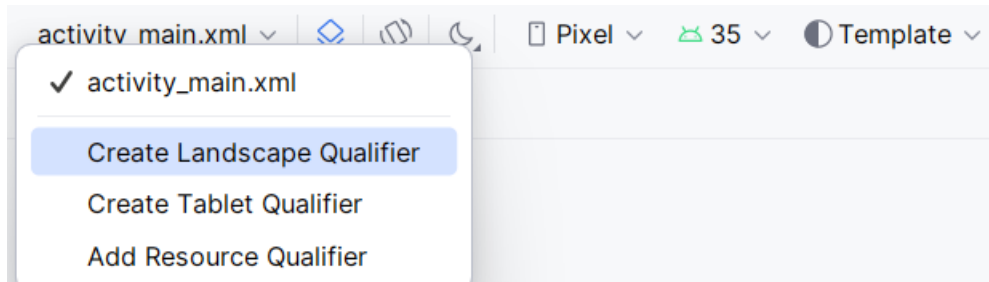 activity_main.xml Pixel 35 Template
activity_main.xml
Create Landscape Qualifier
Create Tablet Qualifier
Add Resource Qualifier